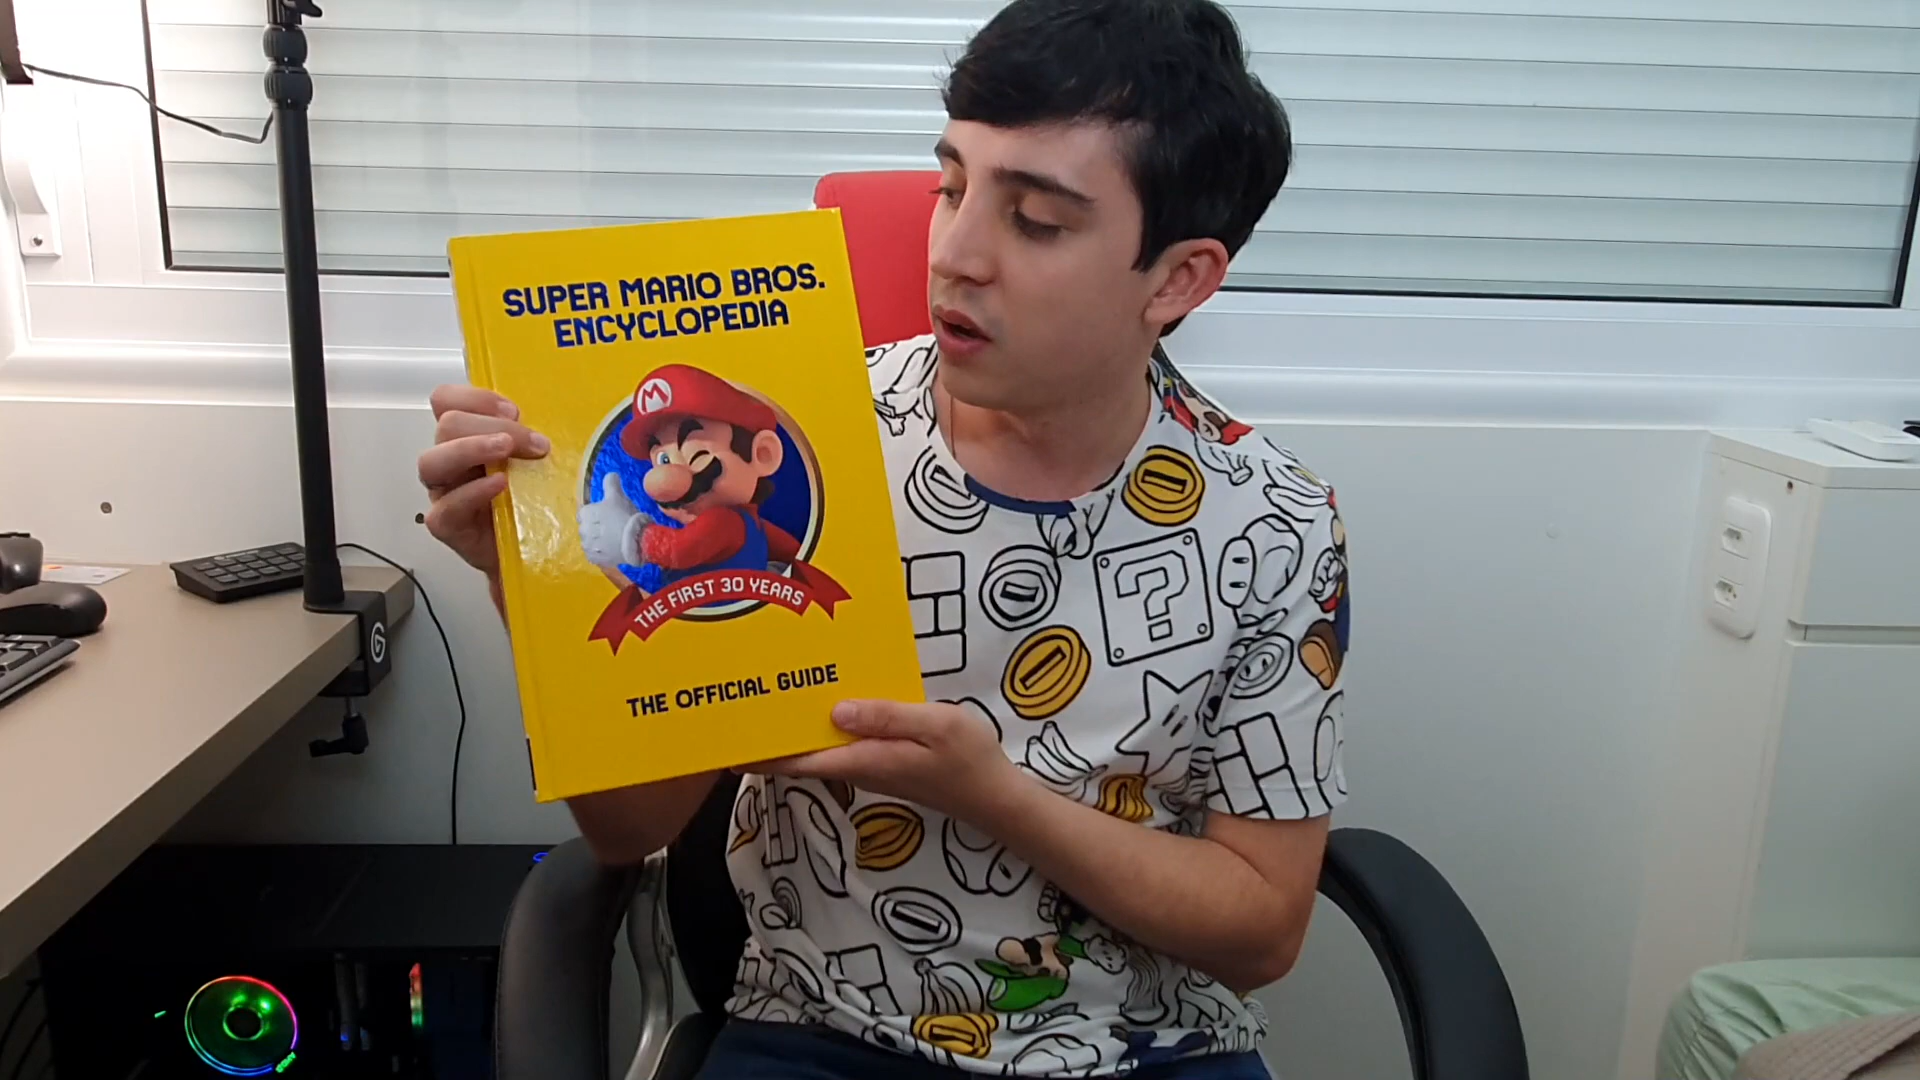 SUPER MARIO BROS.
ENCYCLOPEDIA
M
THE FIRST 30 YEARS
THE OFFICIAL GUIDE
?